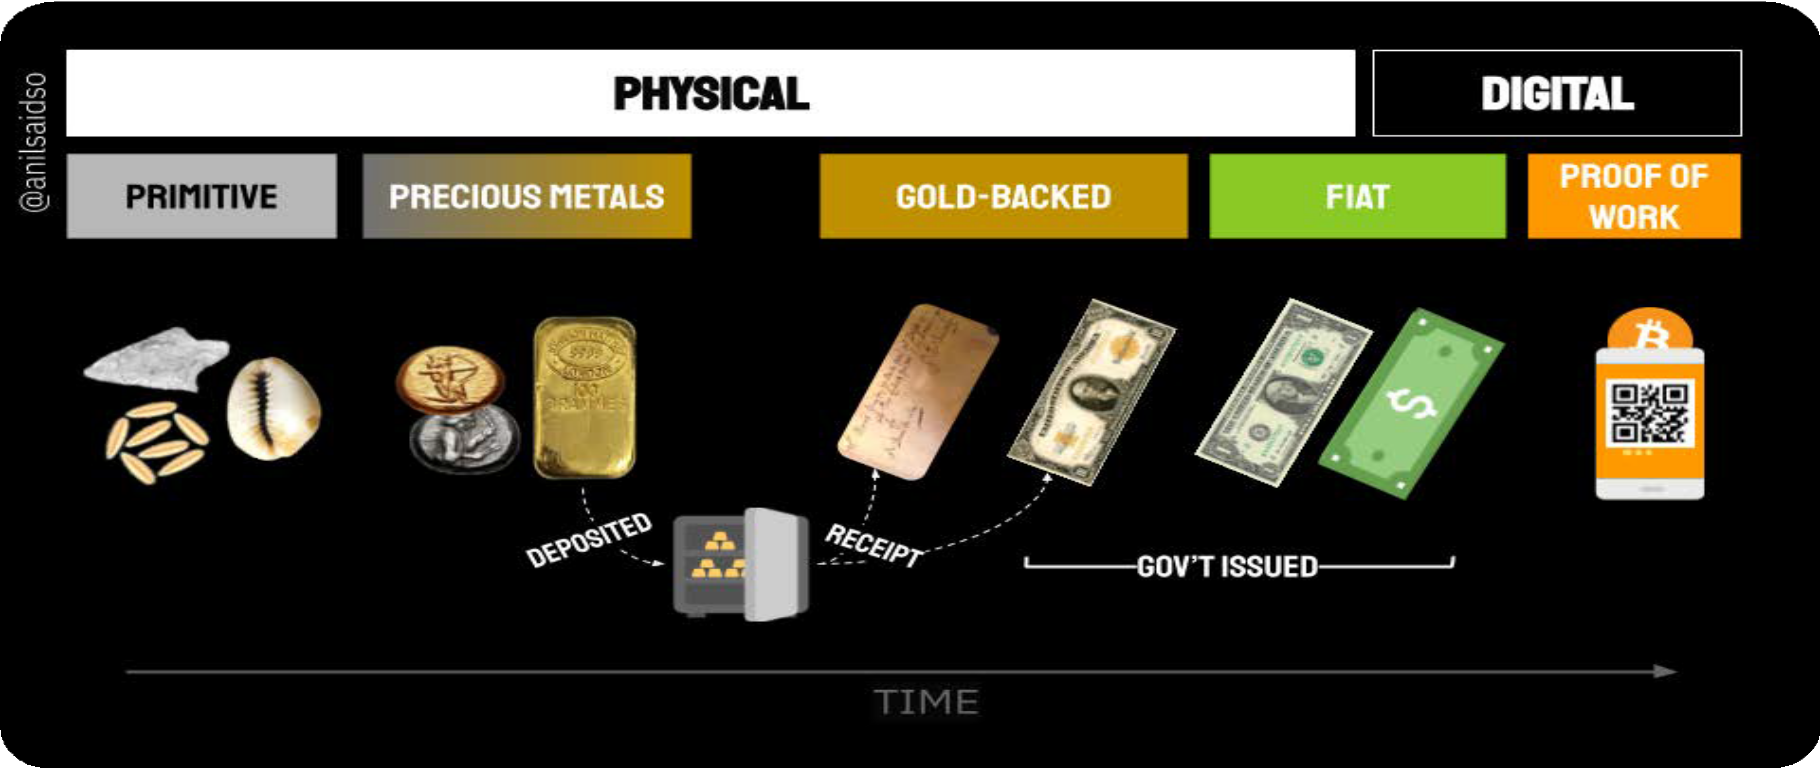 @anilsaidso
PHYSICAL
DIGITAL
PRIMITIVE
PRECIOUS METALS
GOLD-BACKED
FIAT
PROOF OF
WORK
DEPOSITED
RECEIPT
GOV'T ISSUED
TIME